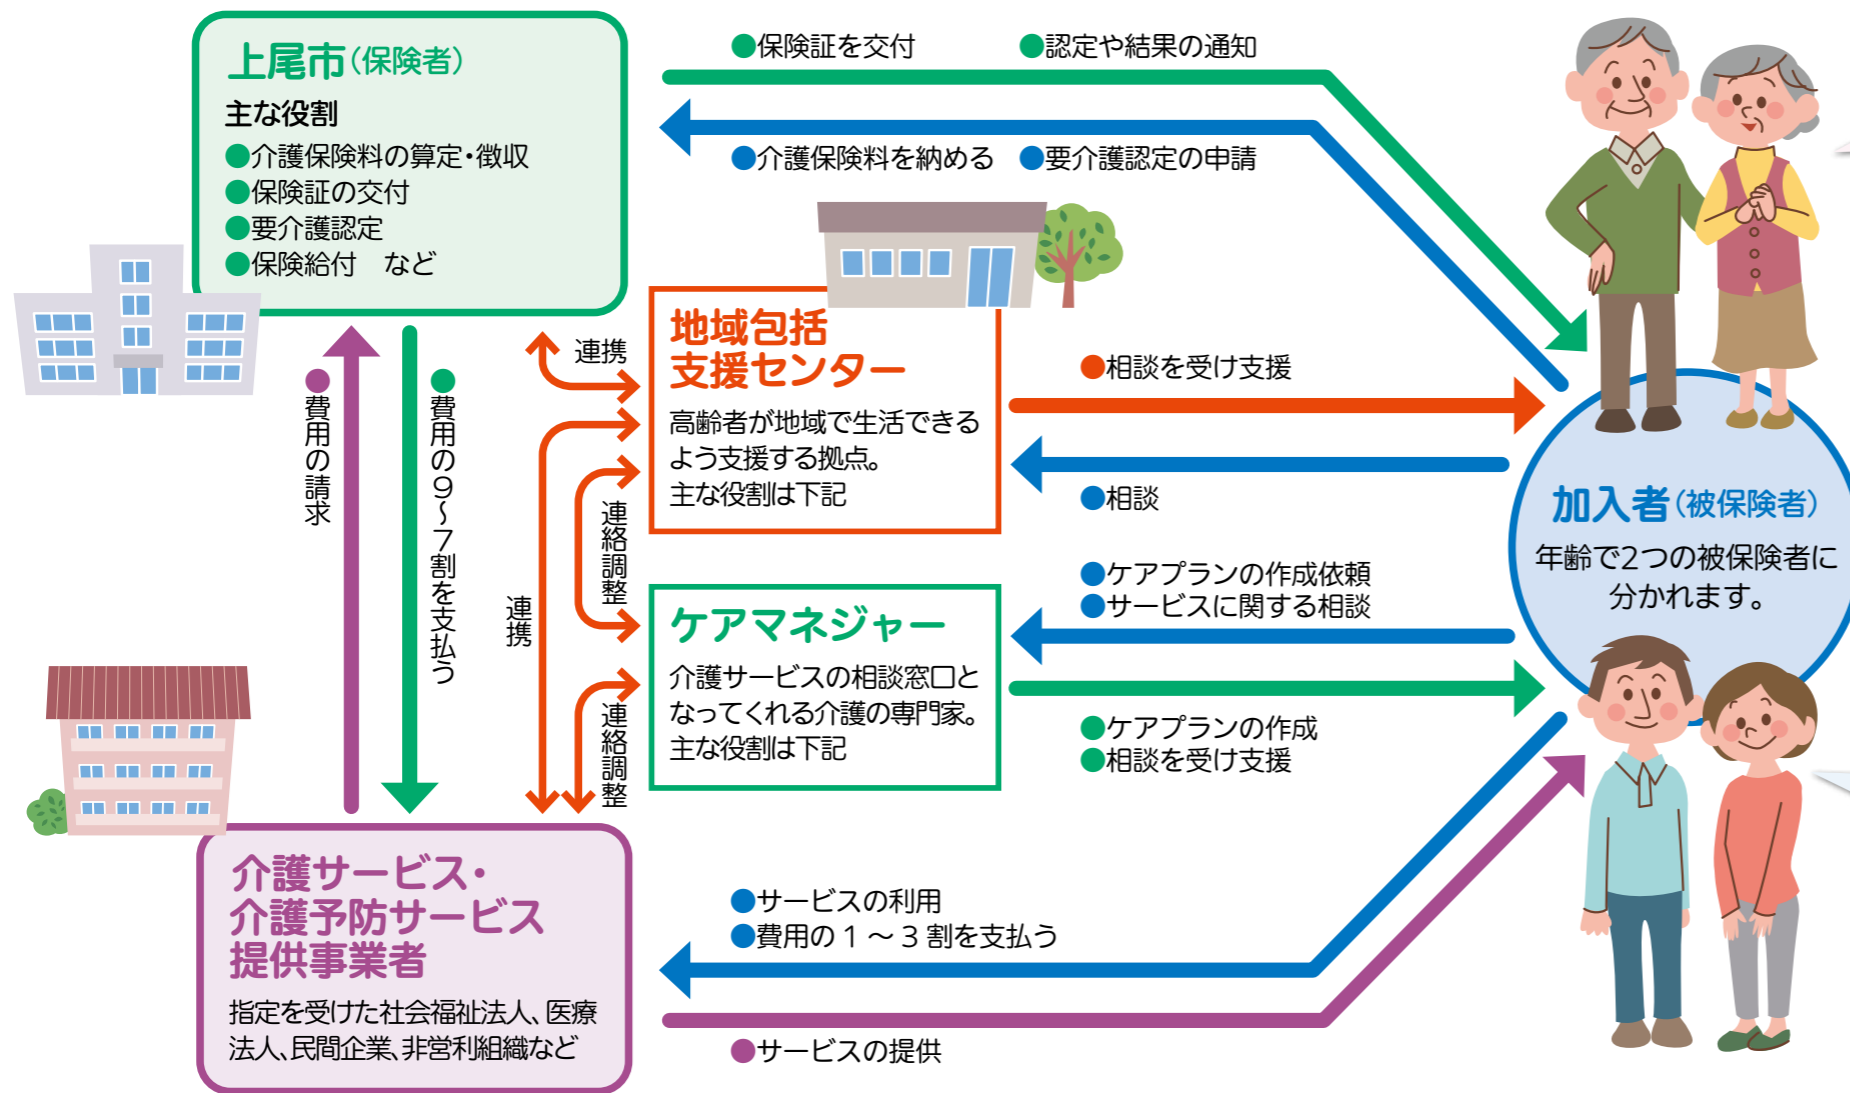 上尾市(保険者)
主な役割
●介護保険料の算定・徴収
●保険証の交付
●要介護認定
●保険給付　など
●保険証を交付
●認定や結果の通知
●介護保険料を納める
●要介護認定の申請
●費用の請求
●費用の9〜7割を支払う
連携
連携
連絡調整
連絡調整
地域包括
支援センター
高齢者が地域で生活できる
よう支援する拠点。
主な役割は下記
●相談を受け支援
●相談
ケアマネジャー
介護サービスの相談窓口と
なってくれる介護の専門家。
主な役割は下記
●ケアプランの作成依頼
●サービスに関する相談
●ケアプランの作成
●相談を受け支援
加入者(被保険者)
年齢で2つの被保険者に
分かれます。
介護サービス・
介護予防サービス
提供事業者
指定を受けた社会福祉法人、医療
法人、民間企業、非営利組織など
●サービスの利用
●費用の1〜3割を支払う
●サービスの提供